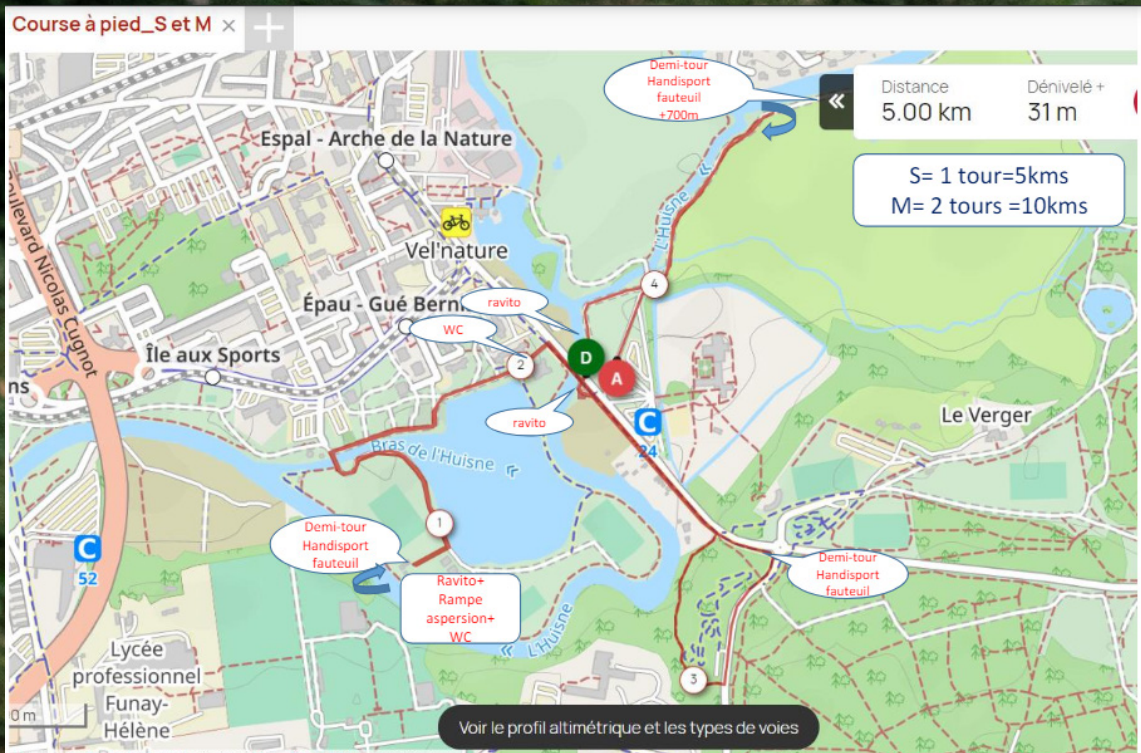 Course à pied_S et M ×
Demi-tour
Handisport
fauteuil
+700m
Distance
5.00 km
Dénivelé +
31 m
S= 1 tour=5kms
M= 2 tours =10kms
Espal - Arche de la Nature
Boulevard Nicolas Cugnot
Vel'nature
L'Huisne
Épau - Gué Bern
ravito
WC
4
Île aux Sports
2
D
A
ns
ravito
C
24
Le Verger
Bras de l'Huisne
1
Demi-tour
Handisport
fauteuil
C
52
Ravito+
Rampe
aspersion+
WC
Demi-tour
Handisport
fauteuil
L'Huisne
3
Lycée
professionnel
Funay-
Hélène
0 m
Voir le profil altimétrique et les types de voies